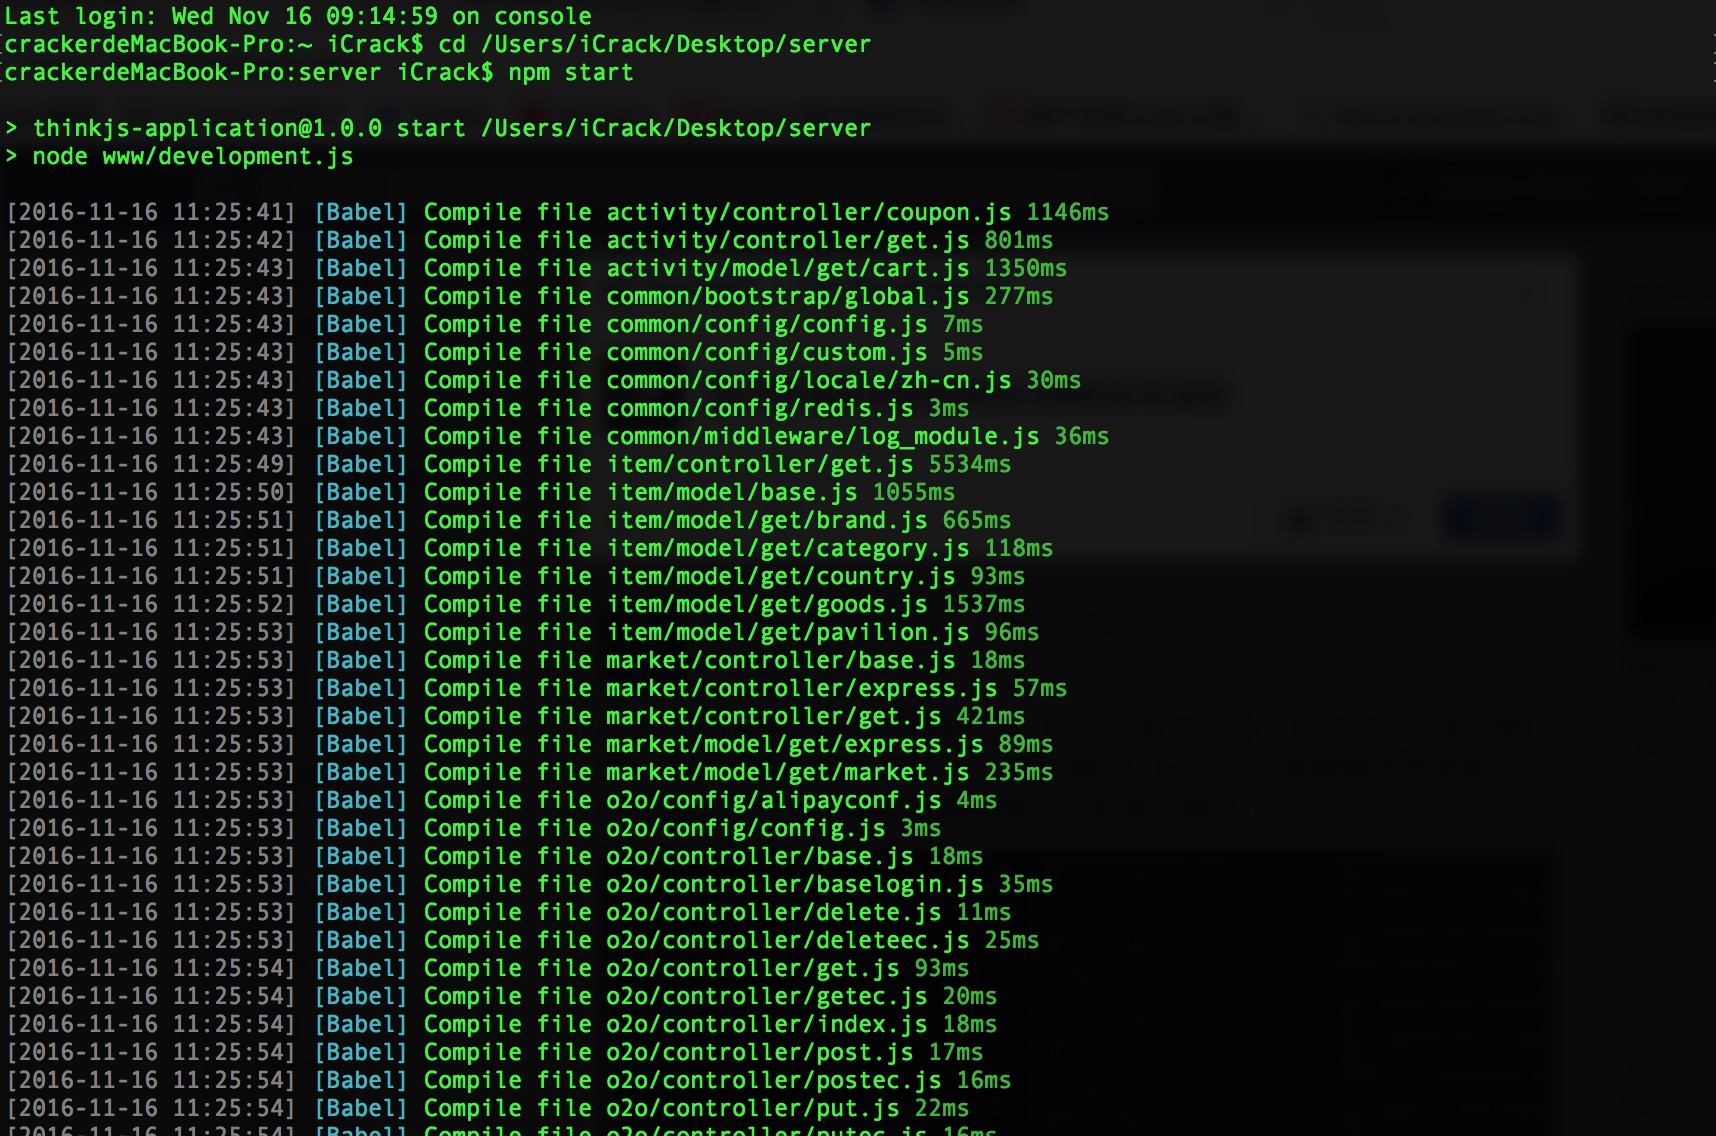 Last login: Wed Nov 16 09:14:59 on console
[crackerdeMacBook-Pro:~ iCrack$ cd /Users/iCrack/Desktop/server
[crackerdeMacBook-Pro:server iCrack$ npm start
> thinkjs-application@1.0.0 start /Users/iCrack/Desktop/server
> node www/development.js
[2016-11-16 11:25:41] [Babel] Compile file activity/controller/coupon.js 1146ms
[2016-11-16 11:25:42] [Babel] Compile file activity/controller/get.js 801ms
[2016-11-16 11:25:43] [Babel] Compile file activity/model/get/cart.js 1350ms
[2016-11-16 11:25:43] [Babel] Compile file common/bootstrap/global.js 277ms
[2016-11-16 11:25:43] [Babel] Compile file common/config/config.js 7ms
[2016-11-16 11:25:43] [Babel] Compile file common/config/custom.js 5ms
[2016-11-16 11:25:43] [Babel] Compile file common/config/locale/zh-cn.js 30ms
[2016-11-16 11:25:43] [Babel] Compile file common/config/redis.js 3ms
[2016-11-16 11:25:43] [Babel] Compile file common/middleware/log_module.js 36ms
[2016-11-16 11:25:49] [Babel] Compile file item/controller/get.js 5534ms
[2016-11-16 11:25:50] [Babel] Compile file item/model/base.js 1055ms
[2016-11-16 11:25:51] [Babel] Compile file item/model/get/brand.js 665ms
[2016-11-16 11:25:51] [Babel] Compile file item/model/get/category.js 118ms
[2016-11-16 11:25:51] [Babel] Compile file item/model/get/country.js 93ms
[2016-11-16 11:25:52] [Babel] Compile file item/model/get/goods.js 1537ms
[2016-11-16 11:25:53] [Babel] Compile file item/model/get/pavilion.js 96ms
[2016-11-16 11:25:53] [Babel] Compile file market/controller/base.js 18ms
[2016-11-16 11:25:53] [Babel] Compile file market/controller/express.js 57ms
[2016-11-16 11:25:53] [Babel] Compile file market/controller/get.js 421ms
[2016-11-16 11:25:53] [Babel] Compile file market/model/get/express.js 89ms
[2016-11-16 11:25:53] [Babel] Compile file market/model/get/market.js 235ms
[2016-11-16 11:25:53] [Babel] Compile file o2o/config/alipayconf.js 4ms
[2016-11-16 11:25:53] [Babel] Compile file o2o/config/config.js 3ms
[2016-11-16 11:25:53] [Babel] Compile file o2o/controller/base.js 18ms
[2016-11-16 11:25:53] [Babel] Compile file o2o/controller/baselogin.js 35ms
[2016-11-16 11:25:53] [Babel] Compile file o2o/controller/delete.js 11ms
[2016-11-16 11:25:53] [Babel] Compile file o2o/controller/deleteec.js 25ms
[2016-11-16 11:25:54] [Babel] Compile file o2o/controller/get.js 93ms
[2016-11-16 11:25:54] [Babel] Compile file o2o/controller/getec.js 20ms
[2016-11-16 11:25:54] [Babel] Compile file o2o/controller/index.js 18ms
[2016-11-16 11:25:54] [Babel] Compile file o2o/controller/post.js 17ms
[2016-11-16 11:25:54] [Babel] Compile file o2o/controller/postec.js 16ms
[2016-11-16 11:25:54] [Babel] Compile file o2o/controller/put.js 22ms
[2016-11-16 11:25:54] [Babel] Compile file o2o/controller/putec.js 16ms